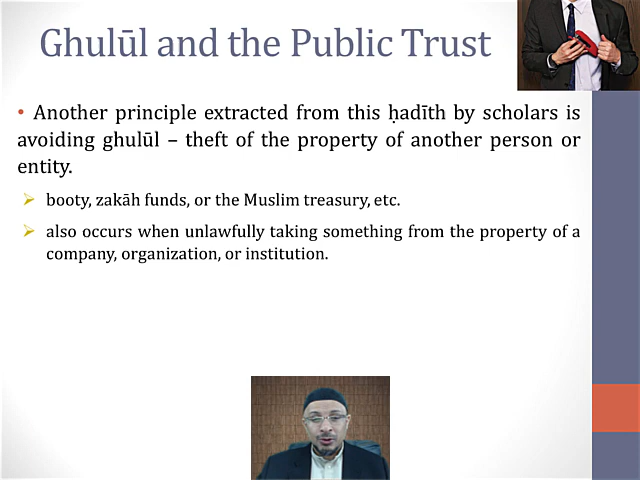 Ghulūl and the Public Trust
• Another principle extracted from this ḥadīth by scholars is
avoiding ghulūl – theft of the property of another person or
entity.
➢ booty, zakāh funds, or the Muslim treasury, etc.
➢ also occurs when unlawfully taking something from the property of a
company, organization, or institution.